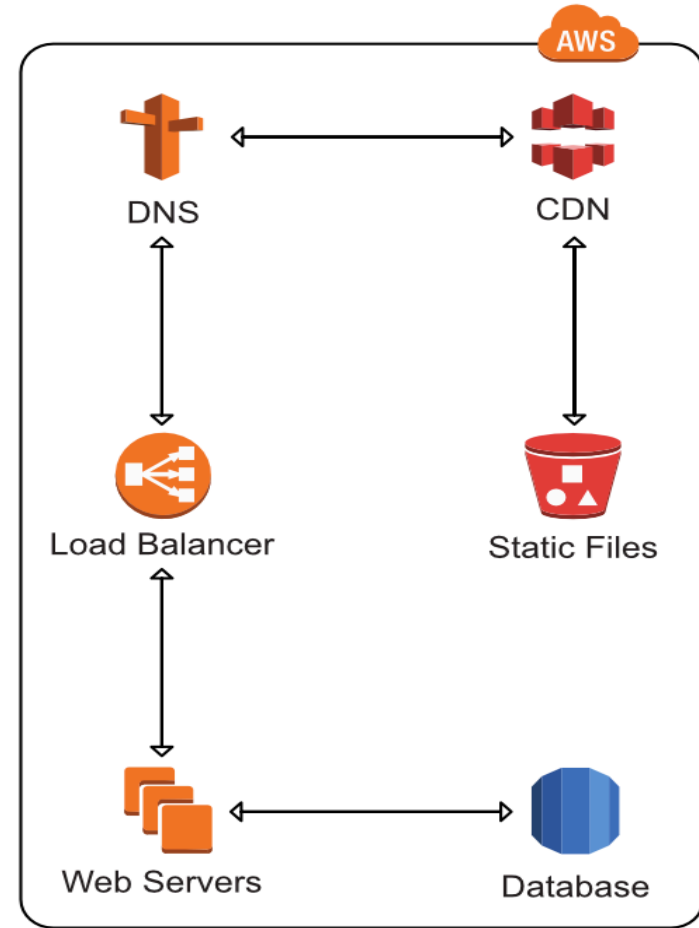 AWS
DNS
CDN
Load Balancer
Static Files
Web Servers
Database